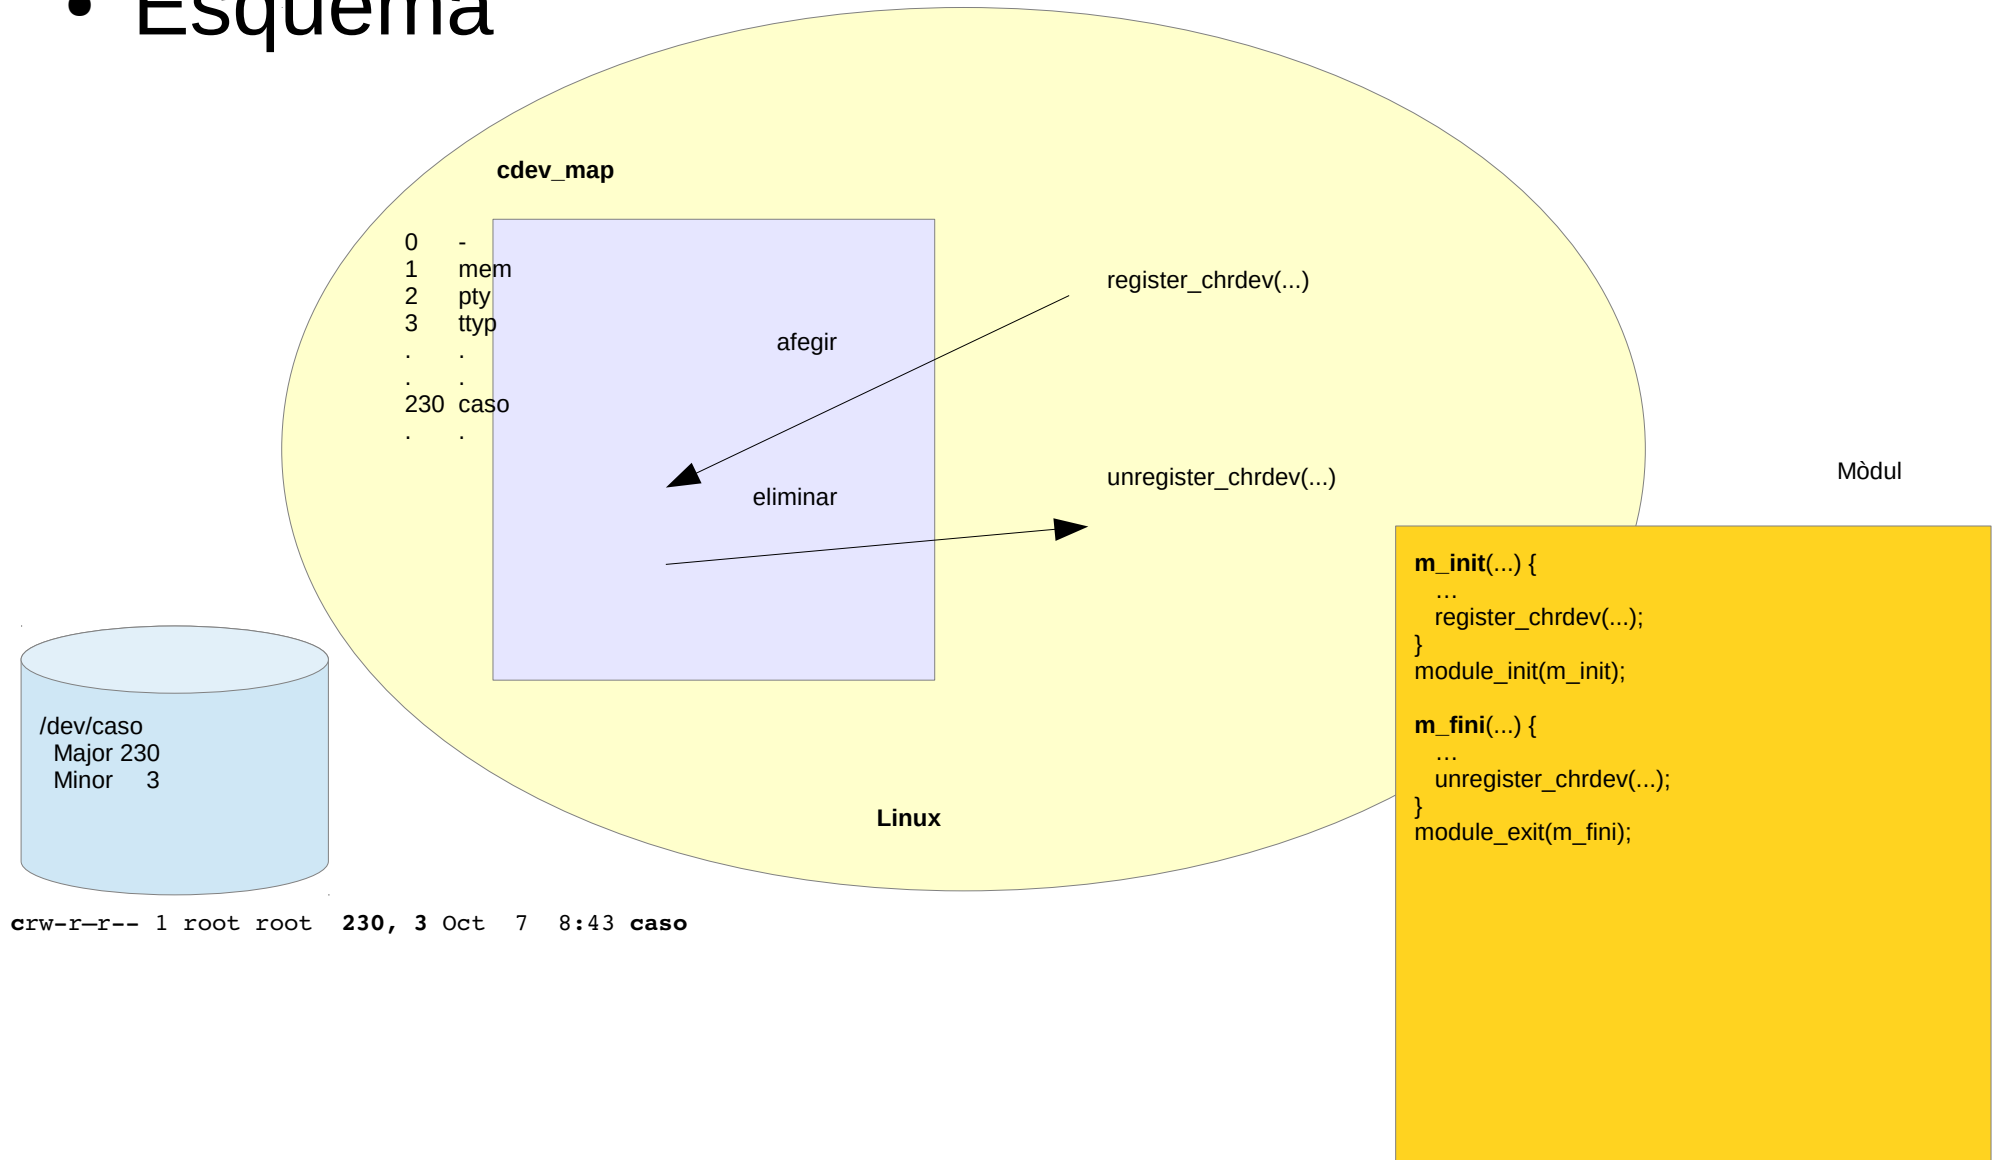 • Esquema
cdev_map
0 -
1 mem
2 pty
3 ttyp
. .
. .
230 caso
. .
register_chrdev(...)
afegir
unregister_chrdev(...)
eliminar
Mòdul
m_init(...) {
…
register_chrdev(...);
}
module_init(m_init);
m_fini(...) {
…
unregister_chrdev(...);
}
module_exit(m_fini);
/dev/caso
Major 230
Minor 3
Linux
crw-r—r-- 1 root root 230, 3 Oct 7 8:43 caso